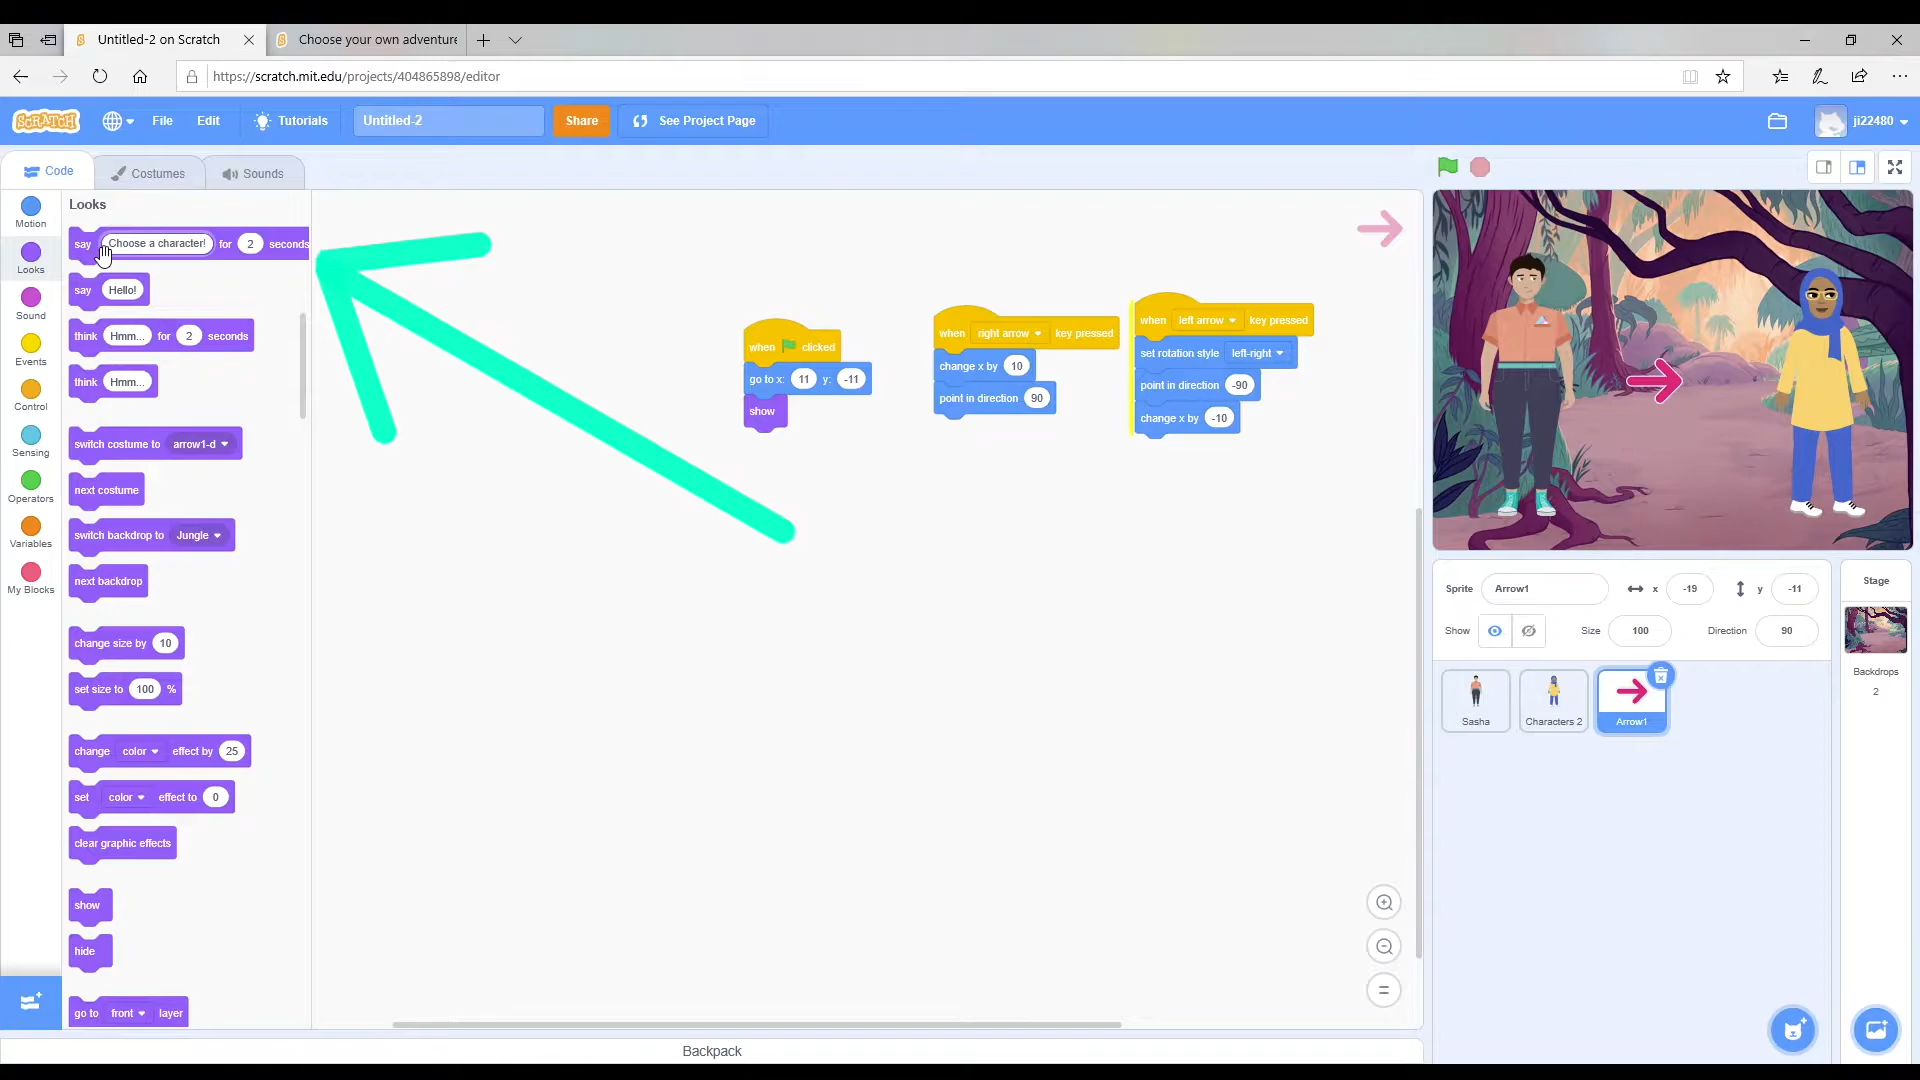 Untitled-2 on Scratch
Choose your own adventure
https://scratch.mit.edu/projects/404865898/editor
SCRATCH File Edit Tutorials Untitled-2 Share See Project Page ji22480
Code Costumes Sounds
Motion
Looks
Sound
Events
Control
Sensing
Operators
Variables
My Blocks
Looks
say Choose a character! for 2 seconds
say Hello!
think Hmm... for 2 seconds
think Hmm...
switch costume to arrow1-d
next costume
switch backdrop to Jungle
next backdrop
change size by 10
set size to 100 %
change color effect by 25
set color effect to 0
clear graphic effects
show
hide
go to front layer
when clicked
go to x: 11 y: -11
show
when right arrow key pressed
change x by 10
point in direction 90
when left arrow key pressed
set rotation style left-right
point in direction -90
change x by -10
Sprite Arrow1 x -19 y -11
Show Size 100 Direction 90
Sasha
Characters 2
Arrow1
Stage
Backdrops
2
Backpack